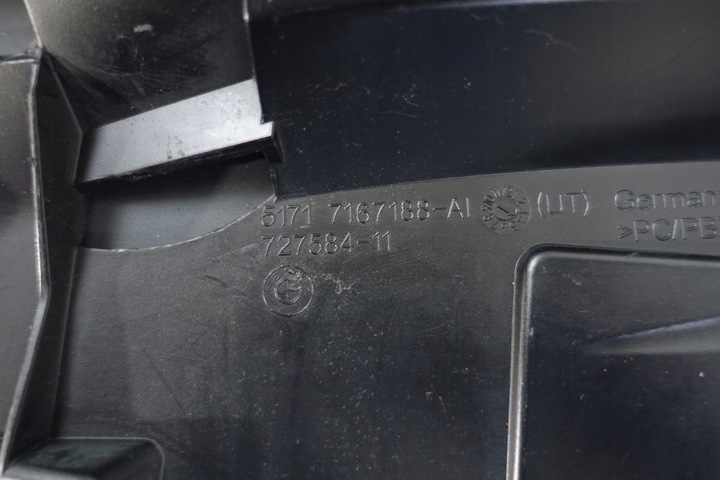 5171 7167188-AI (UT) German
727584-11 >PC/PB